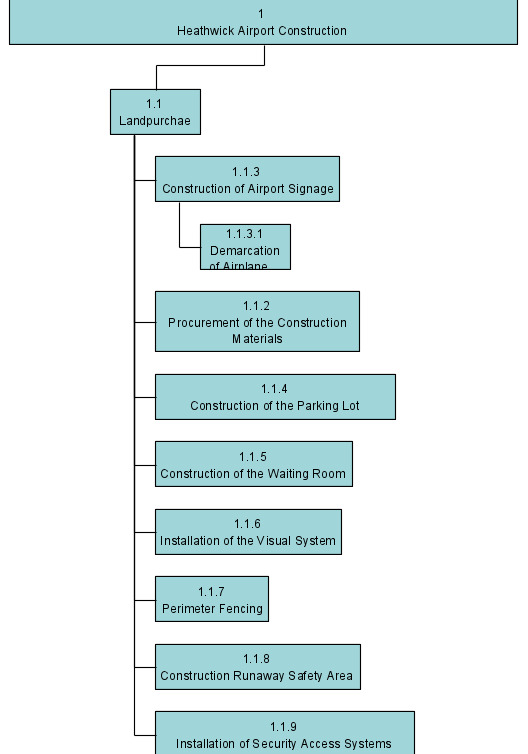 1
Heathwick Airport Construction
1.1
Landpurchae
1.1.3
Construction of Airport Signage
1.1.3.1
Demarcation
of Airplane
1.1.2
Procurement of the Construction
Materials
1.1.4
Construction of the Parking Lot
1.1.5
Construction of the Waiting Room
1.1.6
Installation of the Visual System
1.1.7
Perimeter Fencing
1.1.8
Construction Runaway Safety Area
1.1.9
Installation of Security Access Systems